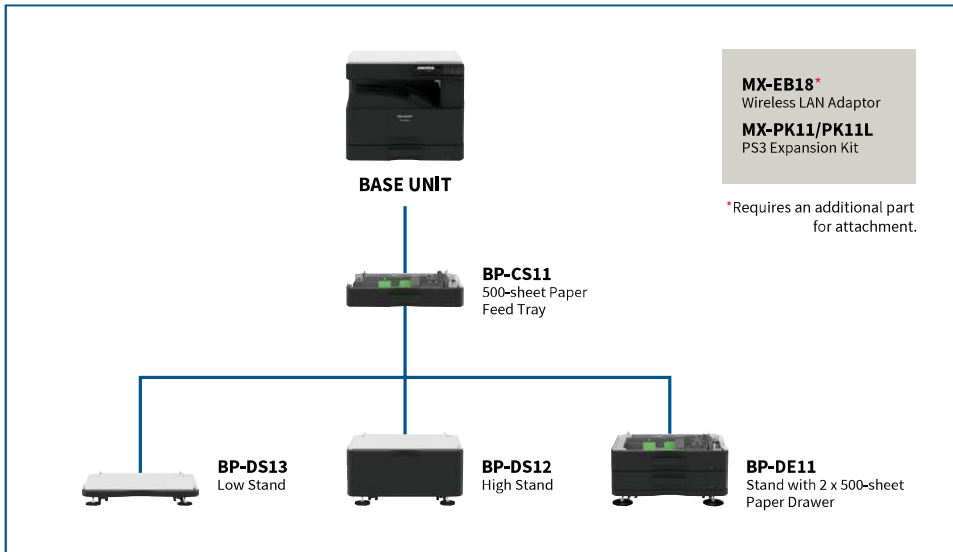 MX-EB18*
Wireless LAN Adaptor
MX-PK11/PK11L
PS3 Expansion Kit
*Requires an additional part
for attachment.
BASE UNIT
BP-CS11
500-sheet Paper
Feed Tray
BP-DS13
Low Stand
BP-DS12
High Stand
BP-DE11
Stand with 2 x 500-sheet
Paper Drawer